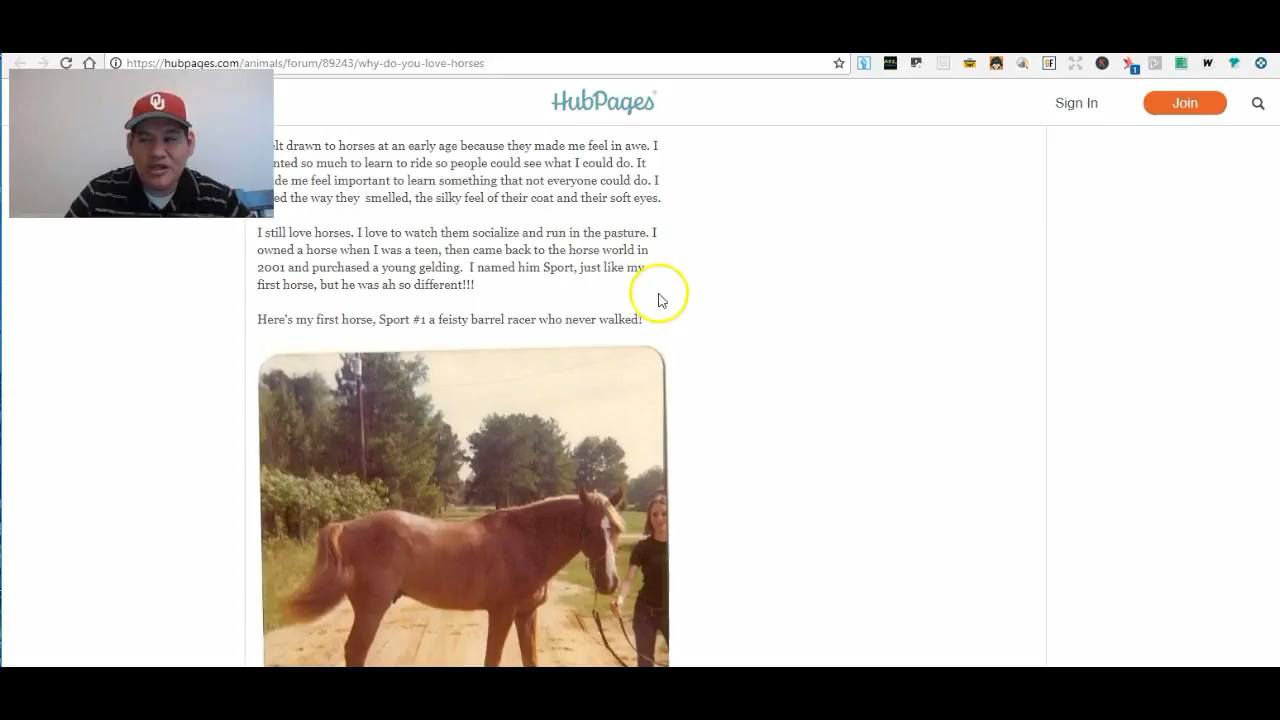 https://hubpages.com/animals/forum/89243/why-do-you-love-horses
OU
HubPages
Sign In
Join
drawn to horses at an early age because they made me feel in awe. I
so much to learn to ride so people could see what I could do. It
me feel important to learn something that not everyone could do. I
the way they smelled, the silky feel of their coat and their soft eyes.
I still love horses. I love to watch them socialize and run in the pasture. I
owned a horse when I was a teen, then came back to the horse world in
2001 and purchased a young gelding. I named him Sport, just like my
first horse, but he was ah so different!!!
Here's my first horse, Sport #1 a feisty barrel racer who never walked!